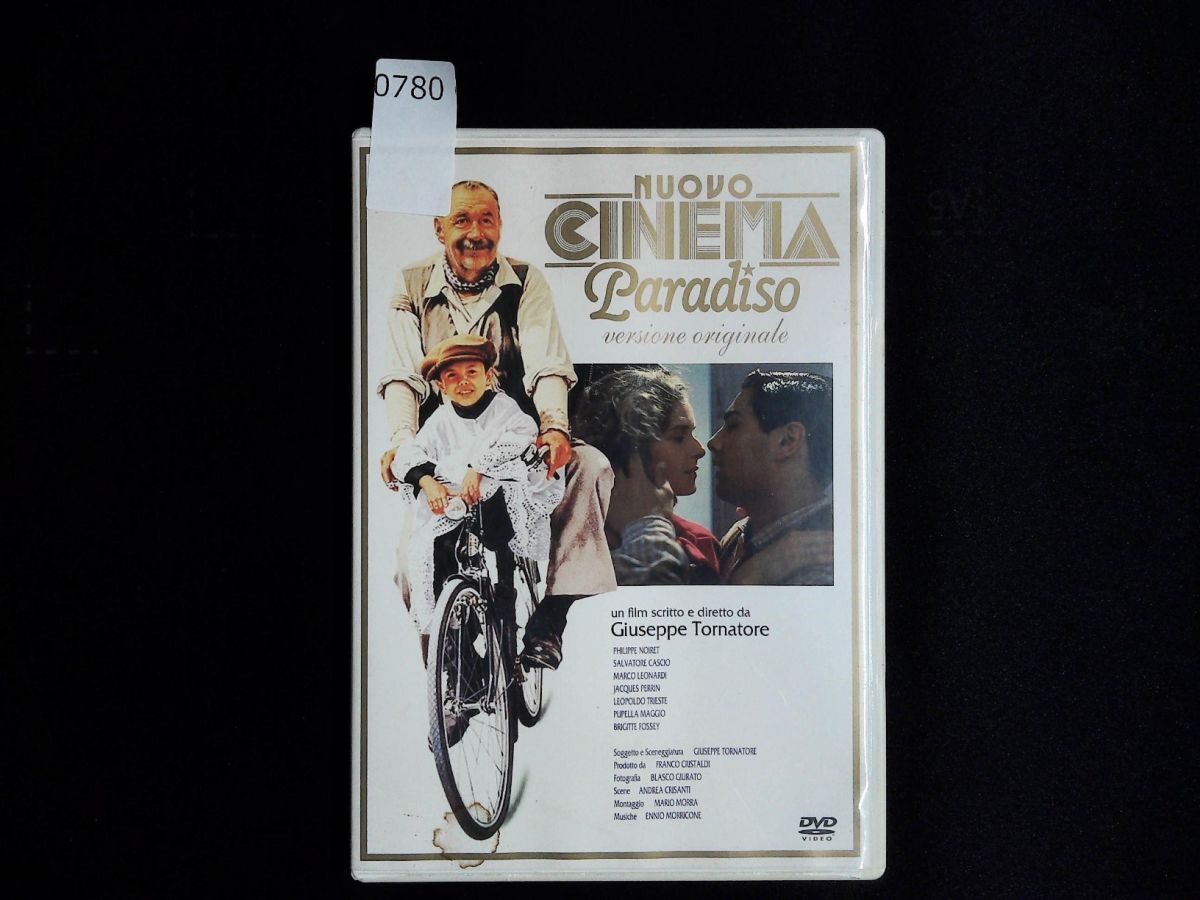 0780
NUOVO
CINEMA
Paradiso
versione originale
un film scritto e diretto da
Giuseppe Tornatore
PHILIPPE NOIRET
SALVATORE CASCIO
MARCO LEONARDI
JACQUES PERRIN
LEOPOLDO TRIESTE
PUPELLA MAGGIO
BRIGITTE FOSSEY
Soggetto e Sceneggiatura GIUSEPPE TORNATORE
Prodotto da FRANCO CRISTALDI
Fotografia BLASCO GIURATO
Scene ANDREA CRISANTI
Montaggio MARIO MORRA
Musiche ENNIO MORRICONE
DVD
VIDEO